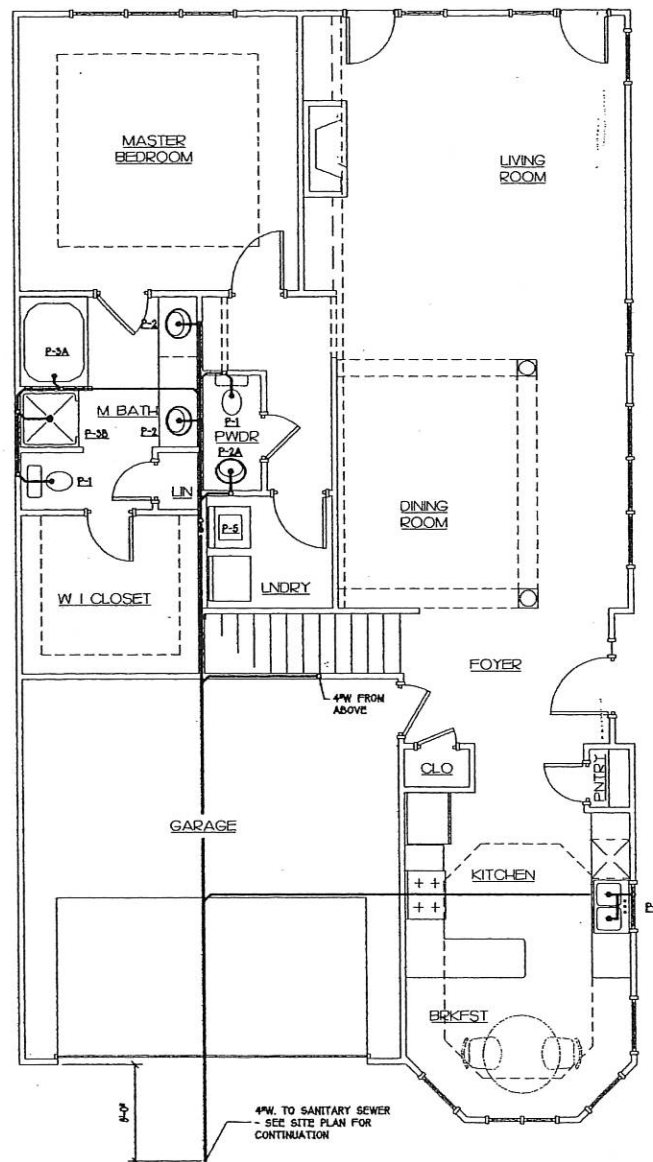 MASTER
BEDROOM
LIVING
ROOM
P-2
P-3A
M BATH
P-2
P-3B
P-1
PWDR
P-2A
P-1
LIN
DINING
ROOM
P-5
LNDRY
W I CLOSET
FOYER
4"W FROM
ABOVE
CLO
PNTRY
GARAGE
KITCHEN
P-
BRKFST
4"W. TO SANITARY SEWER
- SEE SITE PLAN FOR
CONTINUATION